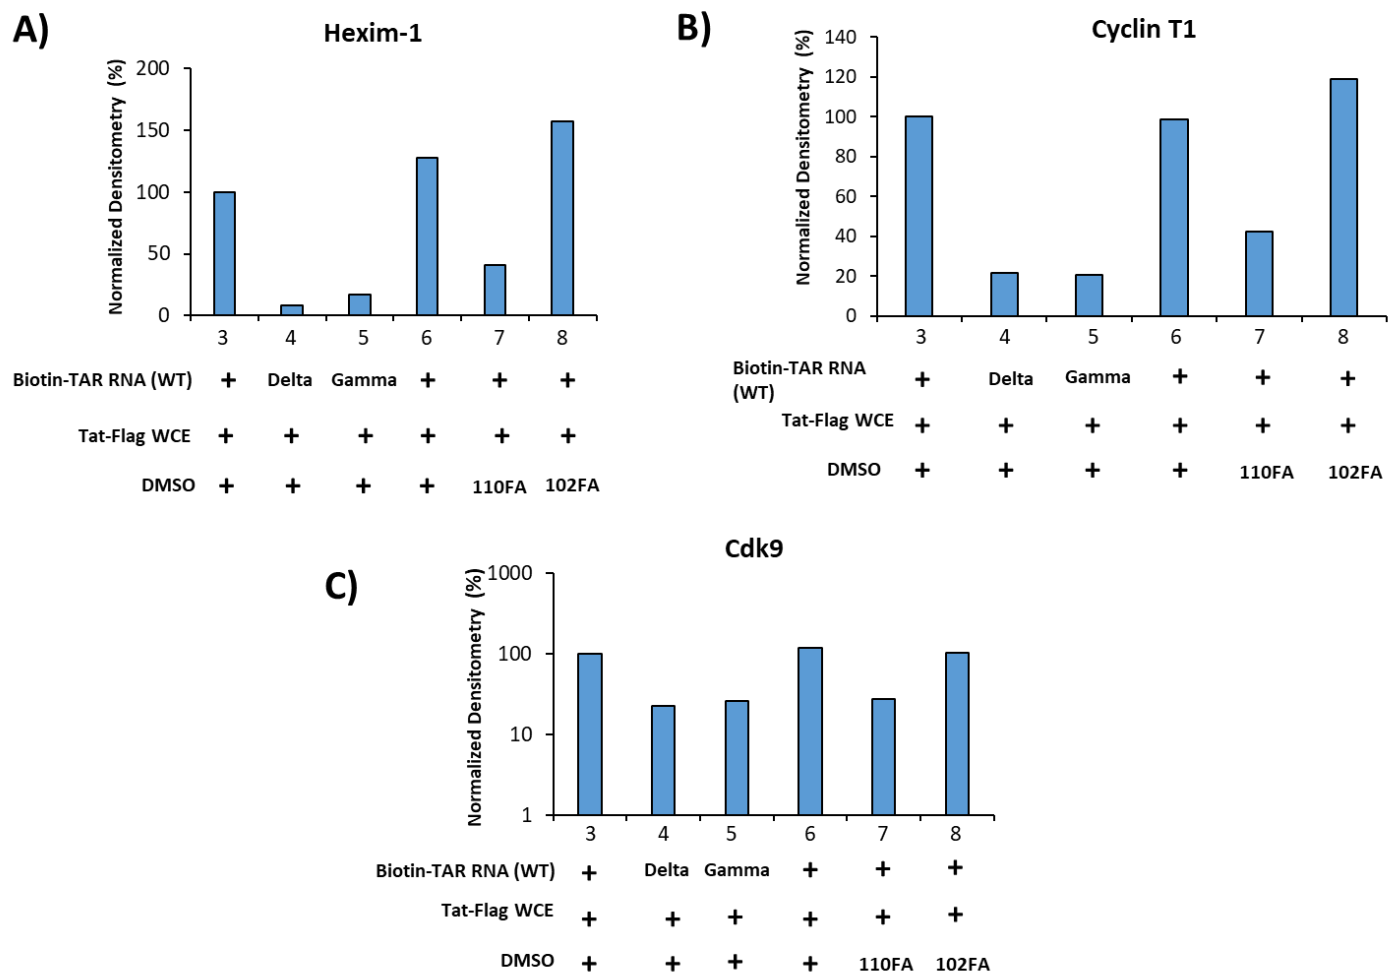 A)
Hexim-1
Normalized Densitometry (%)
200
150
100
50
0
3 4 5 6 7 8
Biotin-TAR RNA (WT) + Delta Gamma + + +
Tat-Flag WCE + + + + + +
DMSO + + + + 110FA 102FA
B)
Cyclin T1
Normalized Densitometry (%)
140
120
100
80
60
40
20
0
3 4 5 6 7 8
Biotin-TAR RNA
(WT) + Delta Gamma + + +
Tat-Flag WCE + + + + + +
DMSO + + + + 110FA 102FA
C)
Cdk9
Normalized Densitometry (%)
1000
100
10
1
3 4 5 6 7 8
Biotin-TAR RNA (WT) + Delta Gamma + + +
Tat-Flag WCE + + + + + +
DMSO + + + + 110FA 102FA